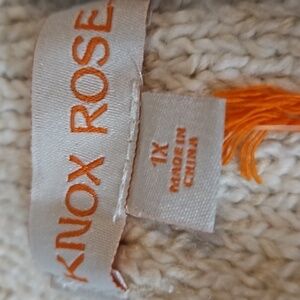 KNOX ROSE
1X
MADE IN
CHINA